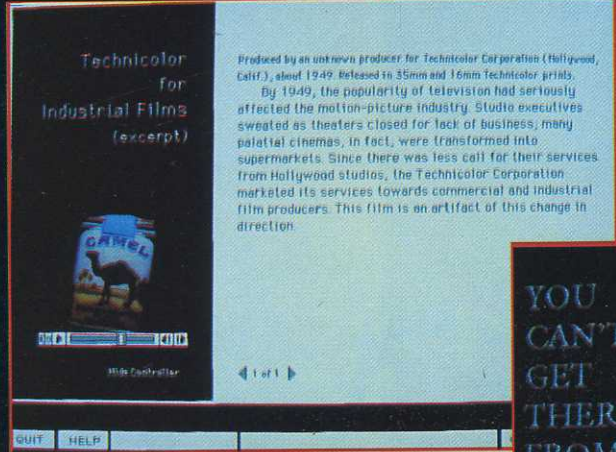 Technicolor
for
Industrial Films
(excerpt)
Produced by an unknown producer for Technicolor Corporation (Hollywood,
Calif.), about 1949. Released in 35mm and 16mm Technicolor prints.
By 1949, the popularity of television had seriously
affected the motion-picture industry. Studio executives
sweated as theaters closed for lack of business; many
palatial cinemas, in fact, were transformed into
supermarkets. Since there was less call for their services
from Hollywood studios, the Technicolor Corporation
marketed its services towards commercial and industrial
film producers. This film is an artifact of this change in
direction.
CAMEL
Hide Controller
1 of 1
QUIT HELP
YOU
CAN'T
GET
THER
FROM